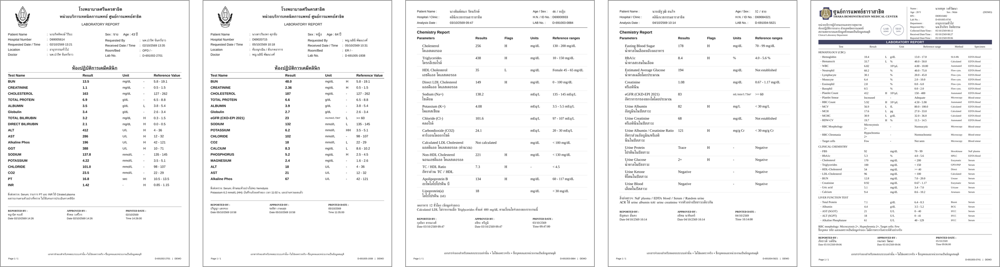 โรงพยาบาลศรีนครสาธิต
หน่วยบริการเทคนิคการแพทย์ ศูนย์การแพทย์สาธิต
LABORATORY REPORT
Patient Name : นายกิตติพงษ์ วิริยะ Sex : ชาย Age : 43 ปี
Hospital Number : D69005614 Requested By : นพ.ปวริศ จันทร์ขาว
Requested Date / Time : 02/10/2569 13:21 Received Date / Time : 02/10/2569 13:35
Location : อายุรกรรมทั่วไป Room/Bed : OPD / -
Doctor : นพ.ปวริศ จันทร์ขาว Lab No. : D-691002-2701
ห้องปฏิบัติการเคมีคลินิก
Test Name Result Unit Reference Value
BUN 13.5 mg/dL - 5.8 - 19.1
CREATININE 1.1 mg/dL - 0.5 - 1.5
CHOLESTEROL 163 mg/dL - 127 - 262
TOTAL PROTEIN 6.9 g/dL - 6.5 - 8.8
ALBUMIN 3.5 g/dL L 3.8 - 5.4
Globulin 3.4 g/dL - 2.6 - 3.4
TOTAL BILIRUBIN 3.2 mg/dL H 0.3 - 1.5
DIRECT BILIRUBIN 2.1 mg/dL H 0.0 - 0.5
ALT 412 U/L H 4 - 36
AST 286 U/L H 12 - 32
Alkaline Phos 196 U/L H 42 - 121
GGT 388 U/L H 10 - 71
SODIUM 137.8 mmol/L - 135 - 145
POTASSIUM 4.22 mmol/L - 3.5 - 5.1
CHLORIDE 101.0 mmol/L - 98 - 107
CO2 23.5 mmol/L - 22 - 29
PT 16.8 sec H 10.5 - 13.5
INR 1.42 - H 0.85 - 1.15
สิ่งส่งตรวจ: Serum; รายการ PT และ INR ใช้ Citrated plasma
ผลรายงานตามตัวอย่างที่ตรวจ ไม่ใช้แทนการประเมินทางคลินิก
REPORTED BY : APPROVED BY : PRINTED DATE :
ชญานิศ ทองดี พีรพล วงศ์ไกร 02/10/2569
Date 02/10/2569 14:26 Date 02/10/2569 14:26 Time 14:26:00
เอกสารจำลองสำหรับทดสอบระบบเท่านั้น • ไม่ใช่ผลตรวจจริง • ชื่อบุคคลและหน่วยงานเป็นข้อมูลสมมุติ
Page 1 / 1 D-691002-2701 | DEMO
โรงพยาบาลศรีนครสาธิต
หน่วยบริการเทคนิคการแพทย์ ศูนย์การแพทย์สาธิต
LABORATORY REPORT
Patient Name : นางสาววินรดา ศุภชัย Sex : หญิง Age : 64 ปี
Hospital Number : D69020715 Requested By : พญ.นลินี พัฒนวงศ์
Requested Date / Time : 05/10/2569 10:18 Received Date / Time : 05/10/2569 10:31
Location : ห้องฉุกเฉิน / สังเกตอาการ Room/Bed : ER / -
Doctor : พญ.นลินี พัฒนวงศ์ Lab No. : D-691005-1938
ห้องปฏิบัติการเคมีคลินิก
Test Name Result Unit Reference Value
BUN 48.0 mg/dL H 5.8 - 19.1
CREATININE 2.36 mg/dL H 0.5 - 1.5
CHOLESTEROL 187 mg/dL - 127 - 262
TOTAL PROTEIN 6.6 g/dL - 6.5 - 8.8
ALBUMIN 3.9 g/dL - 3.8 - 5.4
Globulin 2.7 g/dL - 2.6 - 3.4
eGFR (CKD-EPI 2021) 23 mL/min/1.73m² L >= 60
SODIUM 132 mmol/L L 135 - 145
POTASSIUM 6.2 mmol/L HH 3.5 - 5.1
CHLORIDE 102 mmol/L - 98 - 107
CO2 18 mmol/L L 22 - 29
CALCIUM 8.3 mg/dL L 8.6 - 10.2
PHOSPHORUS 5.2 mg/dL H 2.5 - 4.5
MAGNESIUM 2.4 mg/dL - 1.6 - 2.6
ALT 18 U/L - 4 - 36
AST 21 U/L - 12 - 32
Alkaline Phos 67 U/L - 42 - 121
สิ่งส่งตรวจ: Serum; ลักษณะตัวอย่างไม่พบ hemolysis
Potassium 6.2 mmol/L (HH): บันทึกแจ้งผลจำลอง เวลา 11:02 น. และอ่านทวนผลแล้ว
REPORTED BY : APPROVED BY : PRINTED DATE :
ปริญญา แสงทอง ชลธิชา เกษมสุข 05/10/2569
Date 05/10/2569 10:58 Date 05/10/2569 10:58 Time 11:05:00
เอกสารจำลองสำหรับทดสอบระบบเท่านั้น • ไม่ใช่ผลตรวจจริง • ชื่อบุคคลและหน่วยงานเป็นข้อมูลสมมุติ
Page 1 / 1 D-691005-1938 | DEMO
Patient Name : นางพิมพ์ชนก รัตนรักษ์ Age / Sex : 46 / หญิง
Hospital / Clinic : คลินิกเวชกรรมธาราสาธิต H.N. / ID No. : D69000933
Analysis Date : 03/10/2569 09:47 LAB No. : D-691003-0884
Chemistry Report
Parameters Results Flags Units Reference ranges
Cholesterol 256 H mg/dL 130 - 200 mg/dL
โคเลสเตอรอล
Triglycerides 438 H mg/dL 10 - 150 mg/dL
ไตรกลีเซอไรด์
HDL Cholesterol 35 L mg/dL Female 45 - 65 mg/dL
เอชดีแอล โคเลสเตอรอล
Direct LDL Cholesterol 149 H mg/dL 0 - 100 mg/dL
แอลดีแอล โคเลสเตอรอล
Sodium (Na+) 138.2 mEq/L 135 - 145 mEq/L
โซเดียม
Potassium (K+) 4.08 mEq/L 3.5 - 5.5 mEq/L
โพแทสเซียม
Chloride (Cl-) 101.6 mEq/L 97 - 107 mEq/L
คลอไรด์
Carbondioxide (CO2) 24.1 mEq/L 20 - 30 mEq/L
คาร์บอนไดออกไซด์
Calculated LDL Cholesterol Not calculated mg/dL < 100 mg/dL
แอลดีแอล โคเลสเตอรอล (คำนวณ)
Non-HDL Cholesterol 221 H mg/dL < 130 mg/dL
นอนเอชดีแอล โคเลสเตอรอล
TC / HDL Ratio 7.3 H - < 4.5
อัตราส่วน TC / HDL
Apolipoprotein B 134 H mg/dL 60 - 117 mg/dL
อะโพไลโปโปรตีน บี
Lipoprotein(a) 18 mg/dL < 30 mg/dL
ไลโปโปรตีน (เอ)
งดอาหาร 12 ชั่วโมง (ข้อมูลจำลอง)
Calculated LDL ไม่รายงานเมื่อ Triglycerides ตั้งแต่ 400 mg/dL ตามเงื่อนไขจำลองของรายงานนี้
REPORTED BY : APPROVED BY : PRINTED DATE :
กุลธิดา ธรรมวงศ์ อธิระ ศรีภูมิ 03/10/2569
Date 03/10/2569 09:47 Date 03/10/2569 09:47 Time 09:47:00
เอกสารจำลองสำหรับทดสอบระบบเท่านั้น • ไม่ใช่ผลตรวจจริง • ชื่อบุคคลและหน่วยงานเป็นข้อมูลสมมุติ
Page 1 / 1 D-691003-0884 | DEMO
Patient Name : นายณัฐวุฒิ ธนกิจ Age / Sex : 52 / ชาย
Hospital / Clinic : คลินิกเวชกรรมธาราสาธิต H.N. / ID No. : D69084321
Analysis Date : 04/10/2569 10:14 LAB No. : D-691004-5621
Chemistry Report
Parameters Results Flags Units Reference ranges
Fasting Blood Sugar 178 H mg/dL 70 - 99 mg/dL
น้ำตาลในเลือดหลังงดอาหาร
HbA1c 8.4 H % 4.0 - 5.6 %
น้ำตาลสะสมในเลือด
Estimated Average Glucose 194 mg/dL Not established
น้ำตาลเฉลี่ยโดยประมาณ
Creatinine 1.08 mg/dL 0.67 - 1.17 mg/dL
ครีเอตินีน
eGFR (CKD-EPI 2021) 83 mL/min/1.73m² >= 60
อัตราการกรองของไตโดยประมาณ
Urine Albumin 82 H mg/L < 30 mg/L
อัลบูมินในปัสสาวะ
Urine Creatinine 68 mg/dL Not established
ครีเอตินีนในปัสสาวะ
Urine Albumin / Creatinine Ratio 121 H mg/g Cr < 30 mg/g Cr
อัตราส่วนอัลบูมิน/ครีเอติ
นีนในปัสสาวะ
Urine Protein Trace H - Negative
โปรตีนในปัสสาวะ
Urine Glucose 2+ H - Negative
น้ำตาลในปัสสาวะ
Urine Ketone Negative - Negative
คีโตนในปัสสาวะ
Urine Blood Negative - Negative
เลือดในปัสสาวะ
สิ่งส่งตรวจ: NaF plasma / EDTA blood / Serum / Random urine
ACR ใช้ urine albumin และ urine creatinine จากตัวอย่างปัสสาวะเดียวกัน
REPORTED BY : APPROVED BY : PRINTED DATE :
ธัญชนก มั่นคง อธิคม นาคินทร์ 04/10/2569
Date 04/10/2569 10:14 Date 04/10/2569 10:14 Time 10:14:00
เอกสารจำลองสำหรับทดสอบระบบเท่านั้น • ไม่ใช่ผลตรวจจริง • ชื่อบุคคลและหน่วยงานเป็นข้อมูลสมมุติ
Page 1 / 1 D-691004-5621 | DEMO
ศูนย์การแพทย์ธาราสาธิต
THARA DEMONSTRATION MEDICAL CENTER
หน่วยบริการผู้ป่วยนอกและตรวจสุขภาพ
ห้องปฏิบัติการกลาง ฝ่ายเทคนิคการแพทย์
สถานพยาบาลและข้อมูลทั้งหมดเป็นข้อมูลสมมุติ
Clinical Laboratory Department
LAB DEMO
TEST DATA
Name : นายชยุต วงศ์วัฒนา
Age : 28 Y Sex : Male (DEMO)
HN : D69010482
Lab No. : D-691005-0741
Department : อายุรกรรมทั่วไป
Requested By : นพ.ธีรภัทร กิตติธรรม
Collected Date/Time : 05/10/2569 08:12
Received Date/Time : 05/10/2569 08:27
Reported Date/Time : 05/10/2569 09:06
LABORATORY REPORT
Test Result Unit Reference range Method Specimen
HEMATOLOGY (CBC)
- Hemoglobin 10.4 L g/dL 13.0 - 17.0 SLS-Hb EDTA blood
- Hematocrit 33.7 L % 40.0 - 50.0 Calculated EDTA blood
- WBC 6.82 10³/µL 4.00 - 10.00 Automated EDTA blood
- Neutrophil 60.2 % 40.0 - 75.0 Flow cyto. EDTA blood
- Lymphocyte 30.1 % 20.0 - 45.0 Flow cyto. EDTA blood
- Monocyte 6.4 % 2.0 - 10.0 Flow cyto. EDTA blood
- Eosinophil 2.8 % 0.0 - 6.0 Flow cyto. EDTA blood
- Basophil 0.5 % 0.0 - 2.0 Flow cyto. EDTA blood
- Platelet Count 412 H 10³/µL 150 - 400 Automated EDTA blood
- Platelet Smear Increased - Adequate Microscopy Blood smear
- RBC Count 5.92 H 10⁶/µL 4.50 - 5.90 Automated EDTA blood
- MCV 56.9 L fL 80.0 - 100.0 Calculated EDTA blood
- MCH 17.6 L pg 27.0 - 33.0 Calculated EDTA blood
- MCHC 30.9 L g/dL 32.0 - 36.0 Calculated EDTA blood
- RDW-CV 19.7 H % 11.5 - 14.5 Automated EDTA blood
- RBC Morphology Microcytosis 2+ - Normocytic Microscopy Blood smear
- RBC Chromasia Hypochromia 2+ - Normochromic Microscopy Blood smear
- Target cells Few - Not seen Microscopy Blood smear
CLINICAL CHEMISTRY
- FBS 92 mg/dL 70 - 99 Hexokinase NaF plasma
- HbA1c 5.3 % 4.0 - 5.6 HPLC EDTA blood
- Cholesterol 170 mg/dL < 200 Enzymatic Serum
- Triglycerides 100 mg/dL < 150 GPO-PAP Serum
- HDL-Cholesterol 54 mg/dL >= 40 Direct Serum
- LDL-Cholesterol 96 mg/dL < 100 Calculated Serum
- BUN 12.8 mg/dL 7.0 - 20.0 Urease Serum
- Creatinine 0.92 mg/dL 0.67 - 1.17 Enzymatic Serum
- Uric acid 5.1 mg/dL 3.4 - 7.0 Uricase Serum
- Calcium 9.4 mg/dL 8.6 - 10.2 Arsenazo Serum
LIVER FUNCTION TEST
- Total Protein 7.1 g/dL 6.4 - 8.3 Biuret Serum
- Albumin 4.4 g/dL 3.5 - 5.2 BCG Serum
- AST (SGOT) 21 U/L 0 - 40 IFCC Serum
- ALT (SGPT) 18 U/L 0 - 41 IFCC Serum
- Alkaline Phosphatase 61 U/L 40 - 129 IFCC Serum
RBC morphology: Microcytosis 2+, Hypochromia 2+, Target cells: Few
ชื่อบุคคล รหัส และผลตรวจเป็นข้อมูลจำลอง ไม่มีการตรวจวิเคราะห์ตัวอย่างจริง
REPORTED BY : APPROVED BY : PRINTED DATE :
ภัทราวดี วงศ์สิน กนกพร วัฒนะ 05/10/2569
Date 05/10/2569 09:06 Date 05/10/2569 09:06 Time 09:06:00
เอกสารจำลองสำหรับทดสอบระบบเท่านั้น • ไม่ใช่ผลตรวจจริง • ชื่อบุคคลและหน่วยงานเป็นข้อมูลสมมุติ
Page 1 / 1 D-691005-0741 | DEMO